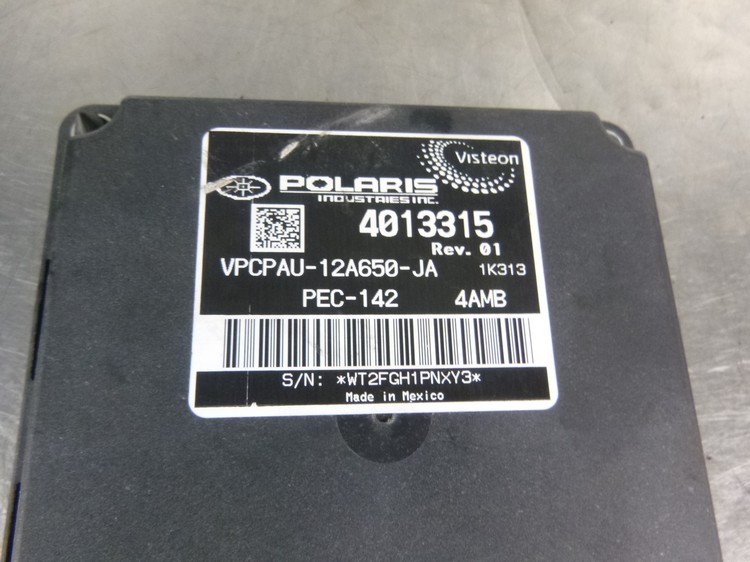 Visteon
POLARIS
INDUSTRIES INC.
4013315
Rev. 01
VPCPAU-12A650-JA 1K313
PEC-142 4AMB
S/N: *WT2FGH1PNXY3*
Made in Mexico